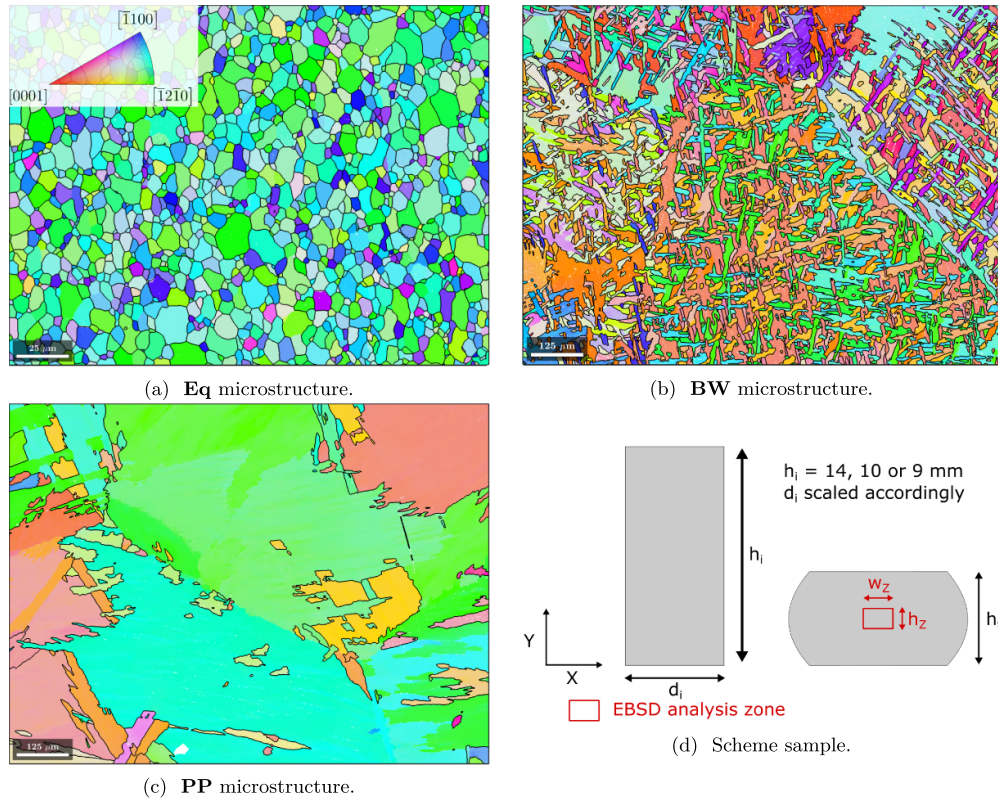 [1̄100]
[0001]
[1̄21̄0]
25 μm
(a) Eq microstructure.
125 μm
(b) BW microstructure.
125 μm
(c) PP microstructure.
hᵢ = 14, 10 or 9 mm
dᵢ scaled accordingly
hᵢ
w_Z
h_Z
Y
X
dᵢ
EBSD analysis zone
(d) Scheme sample.